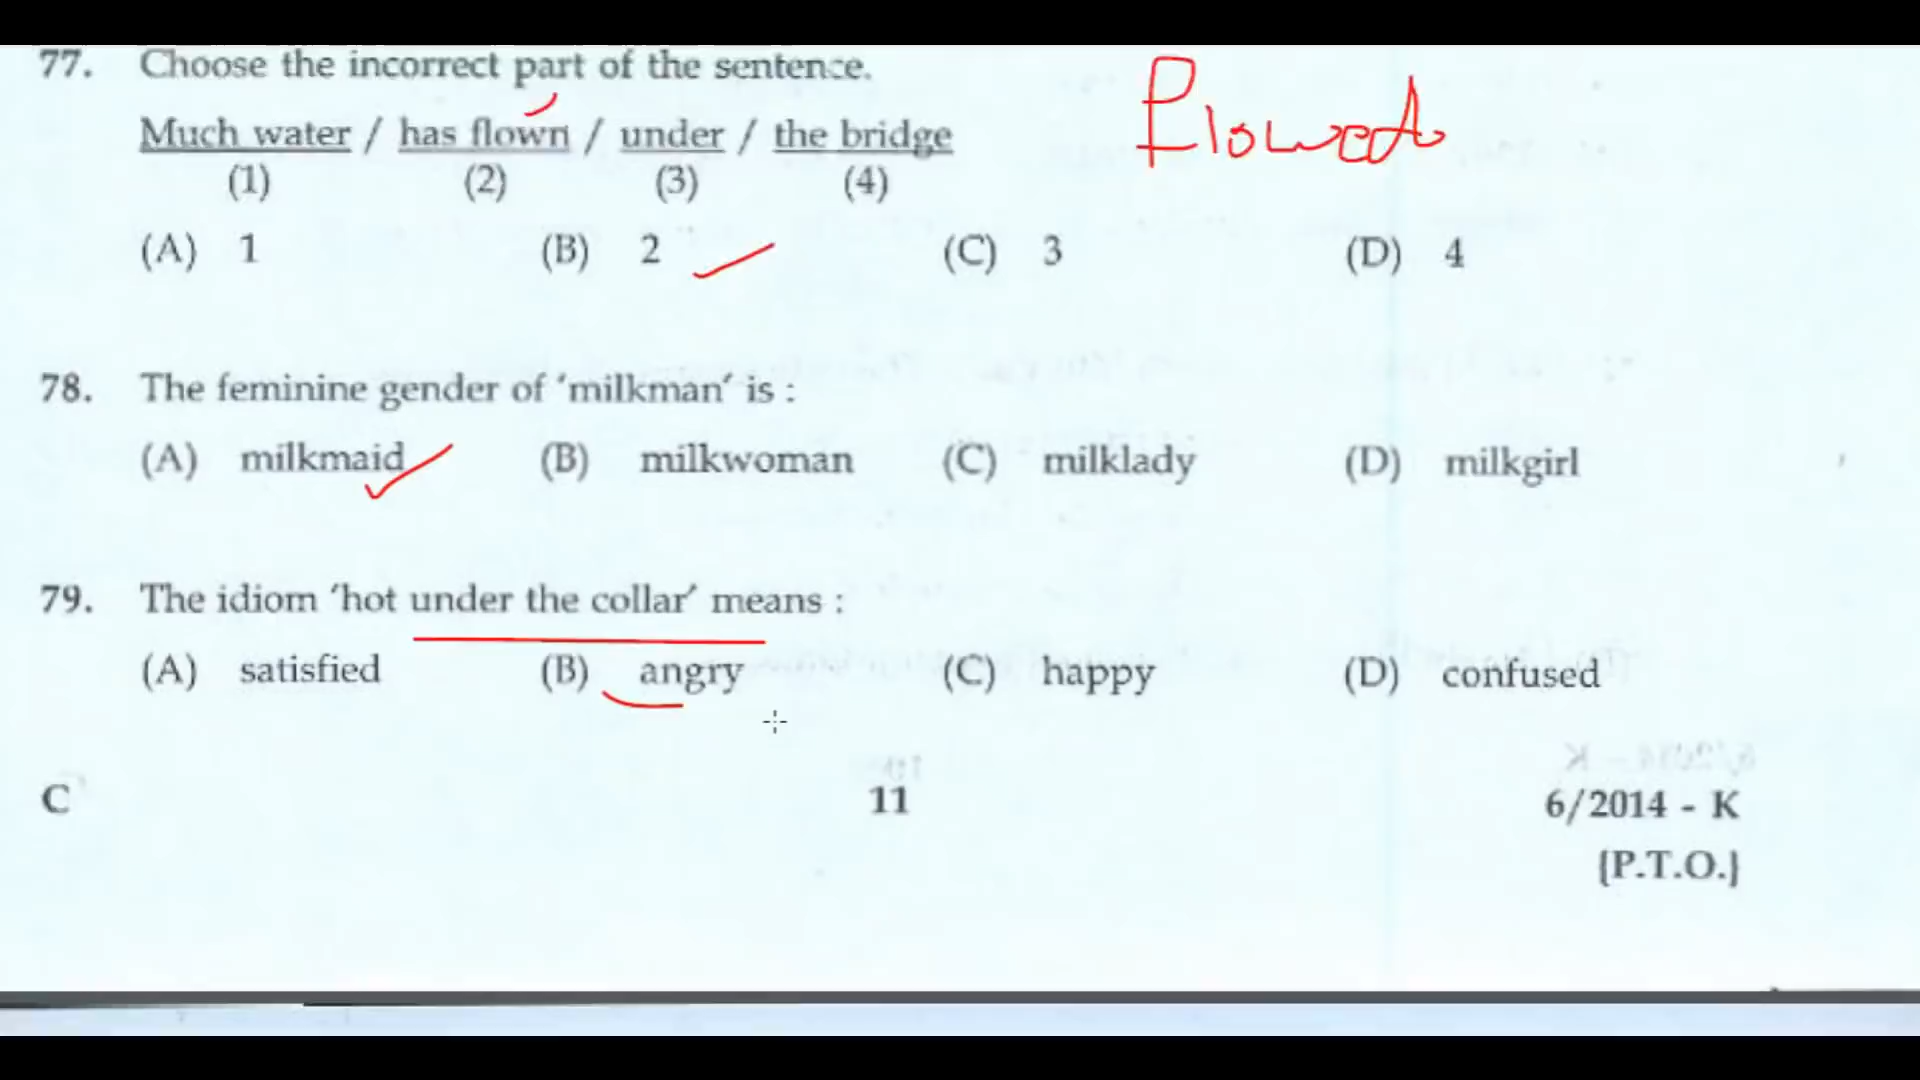 77. Choose the incorrect part of the sentence.
Flowed
Much water / has flown / under / the bridge
(1) (2) (3) (4)
(A) 1 (B) 2 (C) 3 (D) 4
78. The feminine gender of ‘milkman’ is :
(A) milkmaid (B) milkwoman (C) milklady (D) milkgirl
79. The idiom ‘hot under the collar’ means :
(A) satisfied (B) angry (C) happy (D) confused
C 11 6/2014 - K
{P.T.O.}